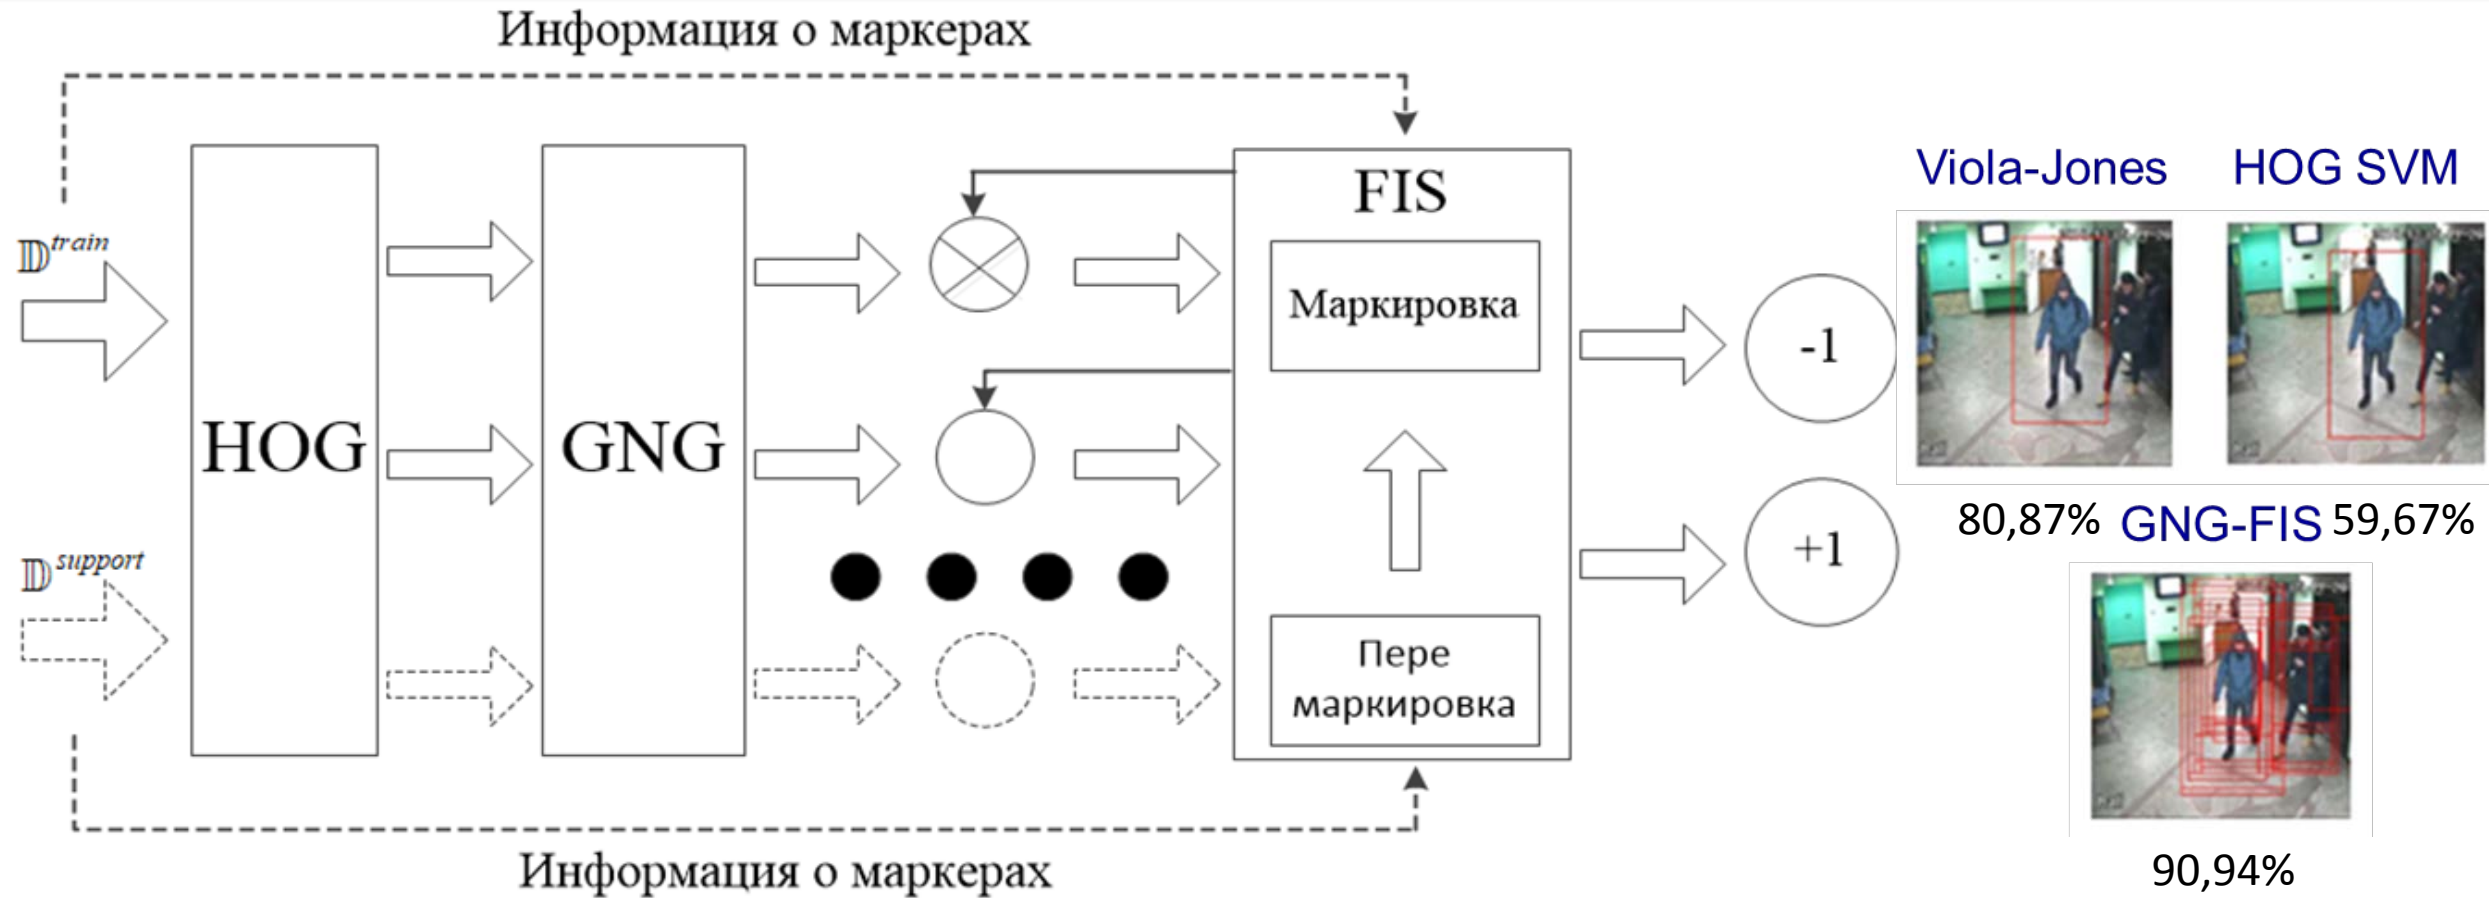 Информация о маркерах
𝔻train
𝔻support
HOG
GNG
FIS
Маркировка
Пере
маркировка
-1
+1
Информация о маркерах
Viola-Jones
HOG SVM
80,87%
GNG-FIS
59,67%
90,94%